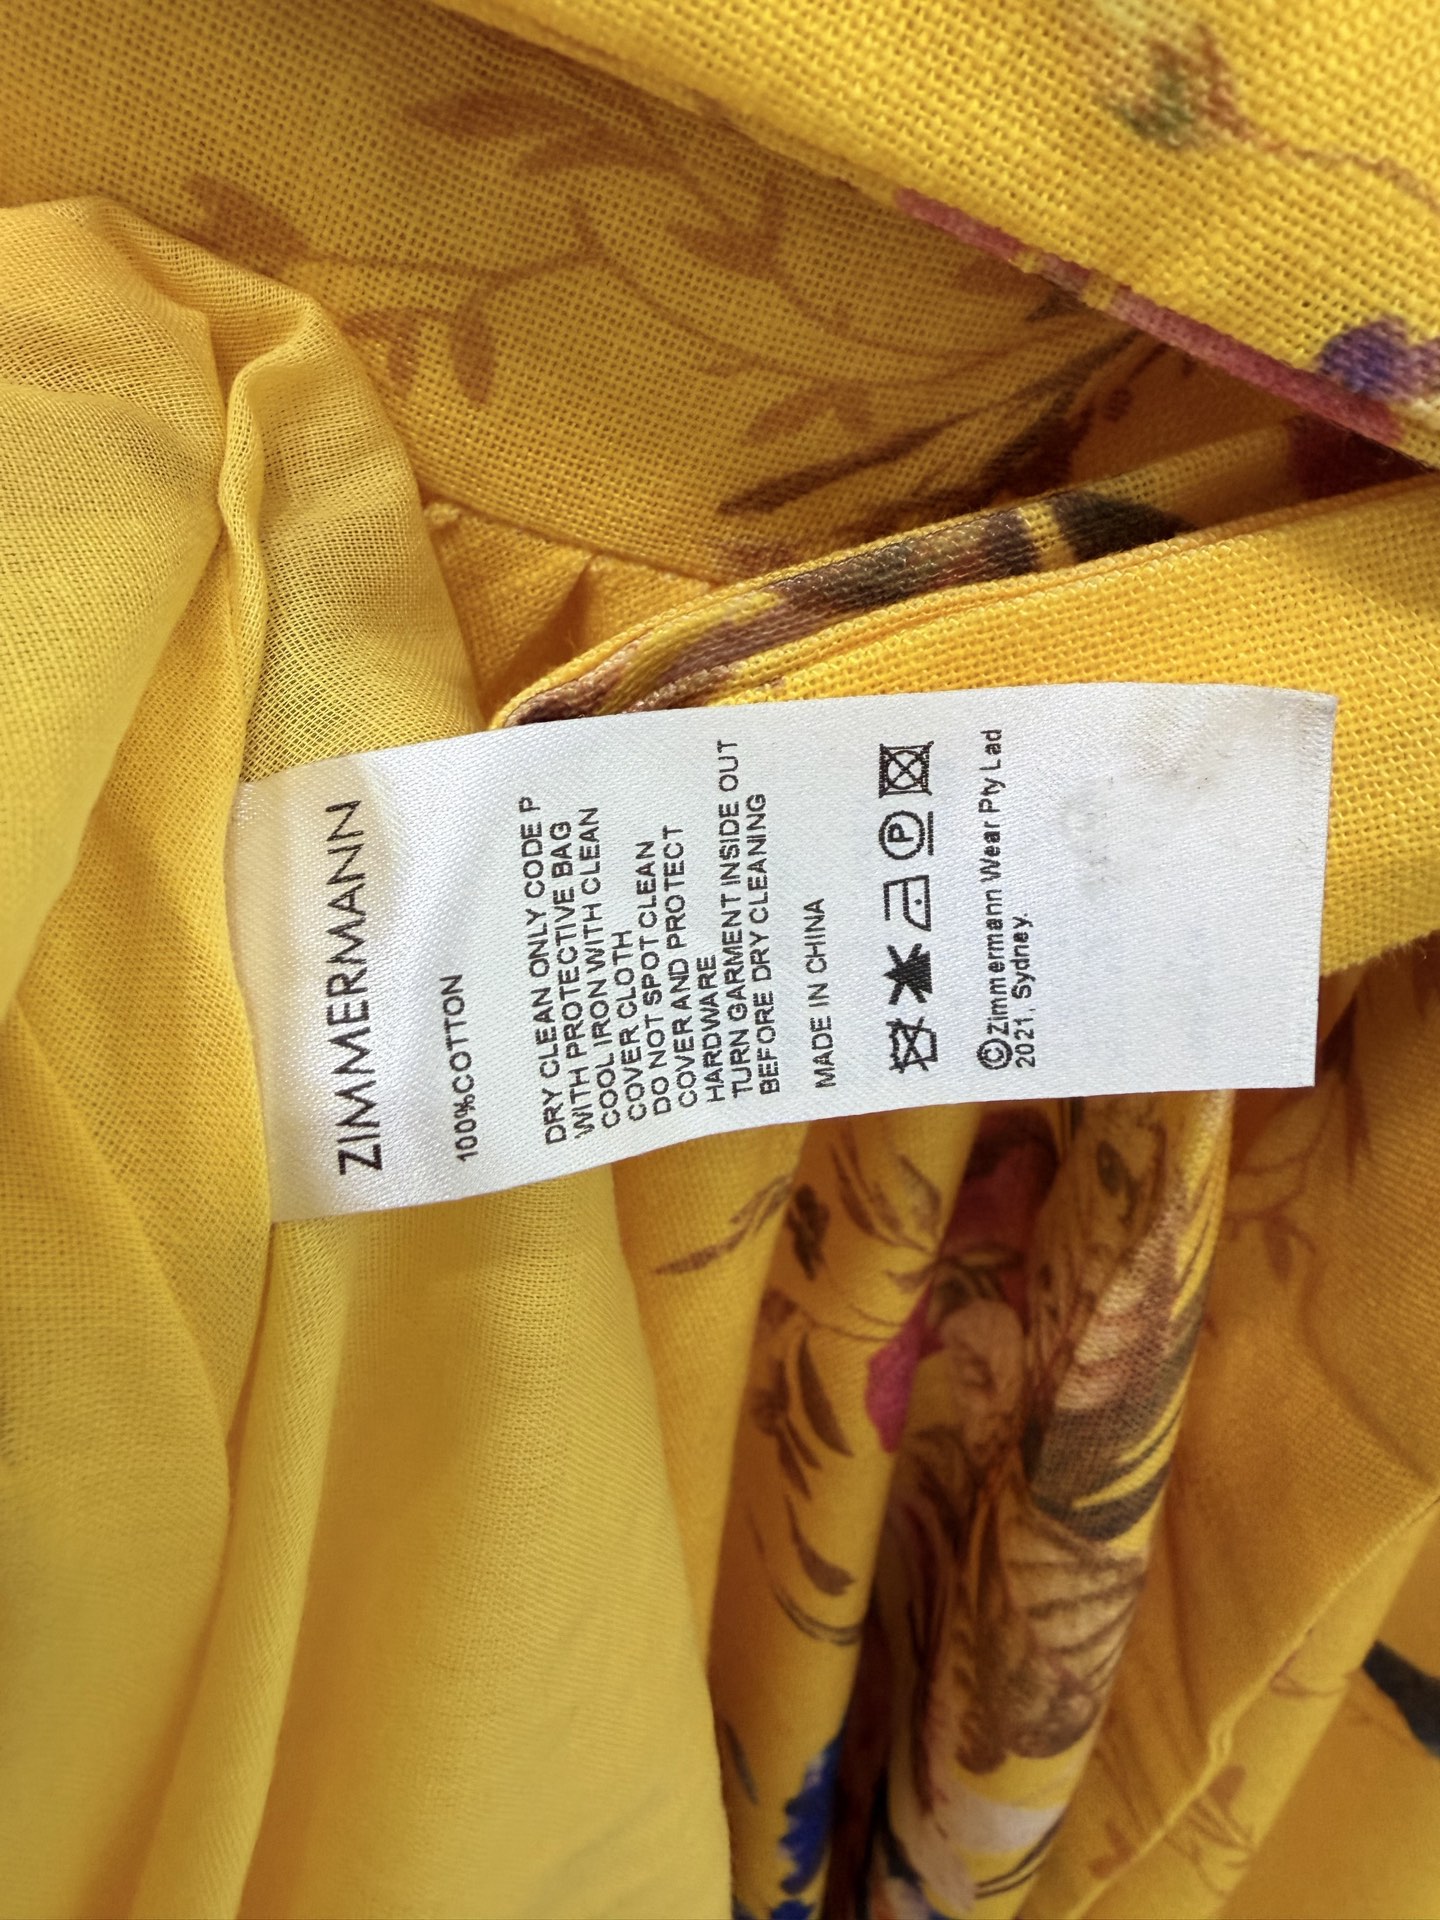 ZIMMERMANN
100%COTTON
DRY CLEAN ONLY CODE P
WITH PROTECTIVE BAG
COOL IRON WITH CLEAN
COVER CLOTH
DO NOT SPOT CLEAN
COVER AND PROTECT
HARDWARE
TURN GARMENT INSIDE OUT
BEFORE DRY CLEANING
MADE IN CHINA
P
©Zimmermann Wear Pty Lad
2021, Sydney.